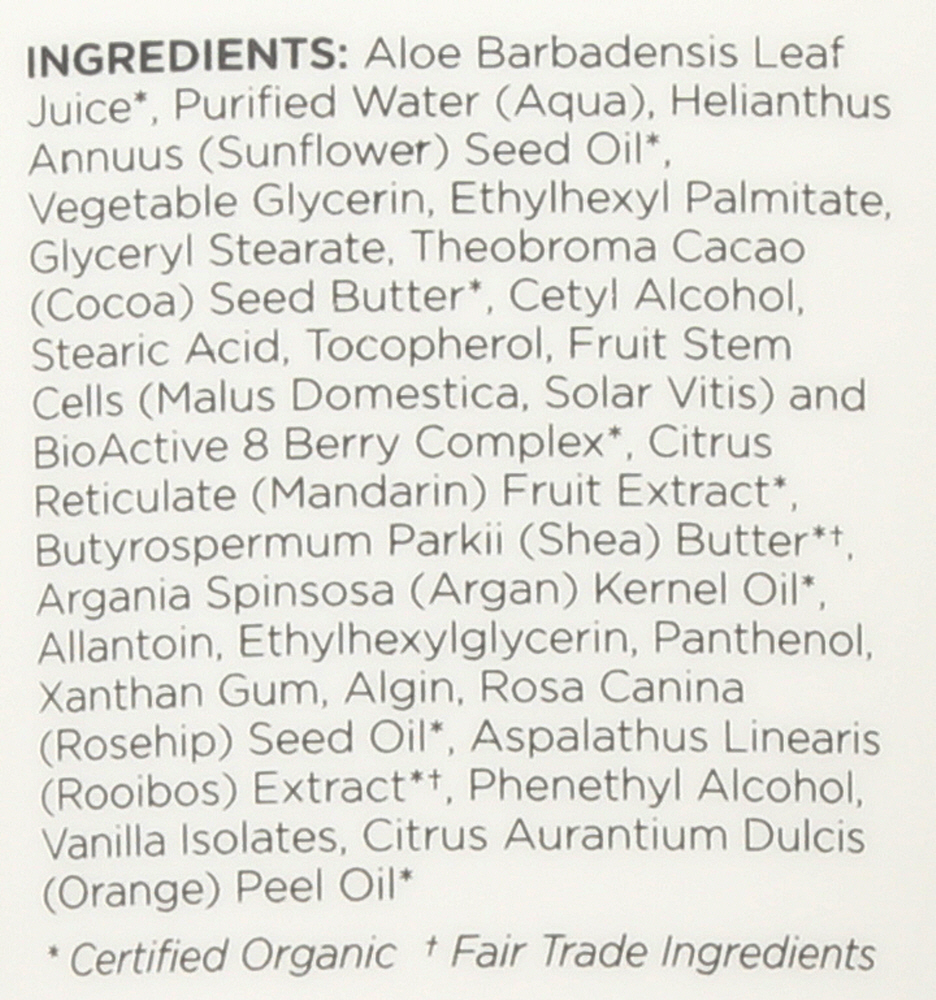 INGREDIENTS: Aloe Barbadensis Leaf
Juice*, Purified Water (Aqua), Helianthus
Annuus (Sunflower) Seed Oil*,
Vegetable Glycerin, Ethylhexyl Palmitate,
Glyceryl Stearate, Theobroma Cacao
(Cocoa) Seed Butter*, Cetyl Alcohol,
Stearic Acid, Tocopherol, Fruit Stem
Cells (Malus Domestica, Solar Vitis) and
BioActive 8 Berry Complex*, Citrus
Reticulate (Mandarin) Fruit Extract*,
Butyrospermum Parkii (Shea) Butter*†,
Argania Spinsosa (Argan) Kernel Oil*,
Allantoin, Ethylhexylglycerin, Panthenol,
Xanthan Gum, Algin, Rosa Canina
(Rosehip) Seed Oil*, Aspalathus Linearis
(Rooibos) Extract*†, Phenethyl Alcohol,
Vanilla Isolates, Citrus Aurantium Dulcis
(Orange) Peel Oil*
* Certified Organic † Fair Trade Ingredients